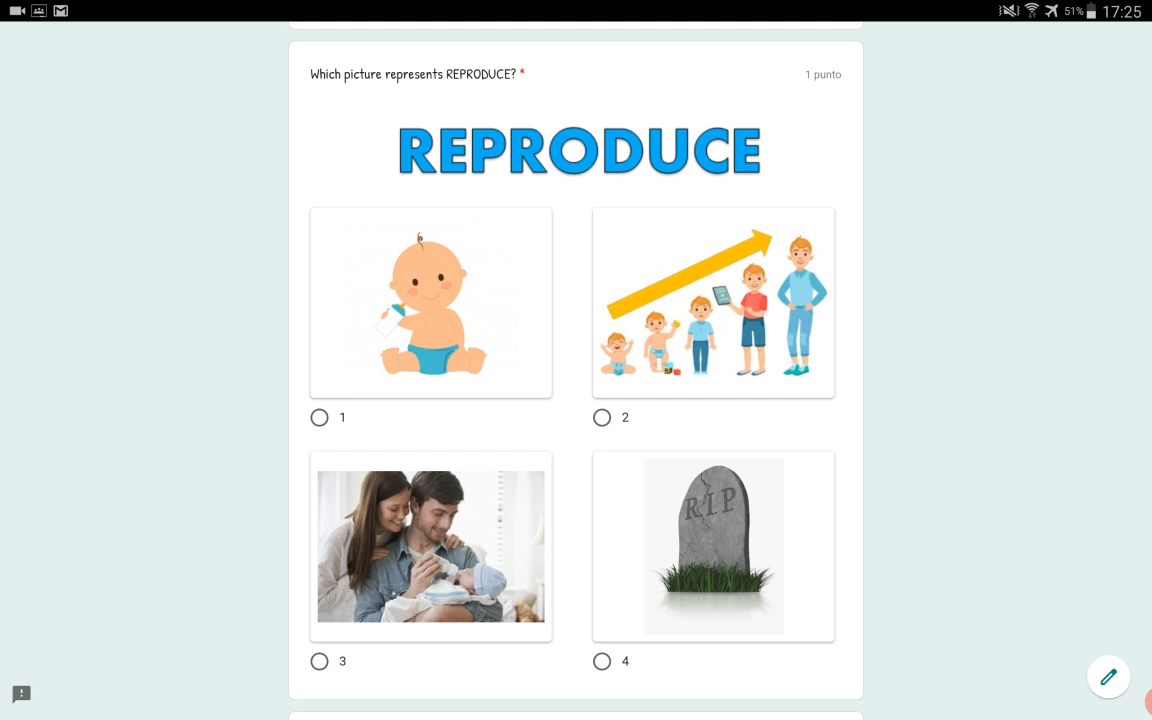 51% 17:25
Which picture represents REPRODUCE? *
1 punto
REPRODUCE
1
2
R.I.P
3
4